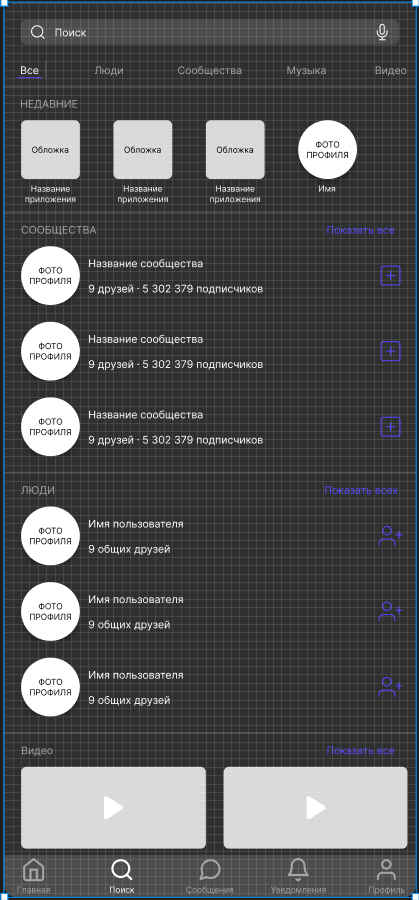 Поиск
Все Люди Сообщества Музыка Видео
НЕДАВНИЕ
Обложка Обложка Обложка ФОТО ПРОФИЛЯ
Название приложения Название приложения Название приложения Имя
СООБЩЕСТВА Показать все
ФОТО ПРОФИЛЯ
Название сообщества
9 друзей · 5 302 379 подписчиков
ФОТО ПРОФИЛЯ
Название сообщества
9 друзей · 5 302 379 подписчиков
ФОТО ПРОФИЛЯ
Название сообщества
9 друзей · 5 302 379 подписчиков
ЛЮДИ Показать всех
ФОТО ПРОФИЛЯ
Имя пользователя
9 общих друзей
ФОТО ПРОФИЛЯ
Имя пользователя
9 общих друзей
ФОТО ПРОФИЛЯ
Имя пользователя
9 общих друзей
Видео Показать все
Главная Поиск Сообщения Уведомления Профиль